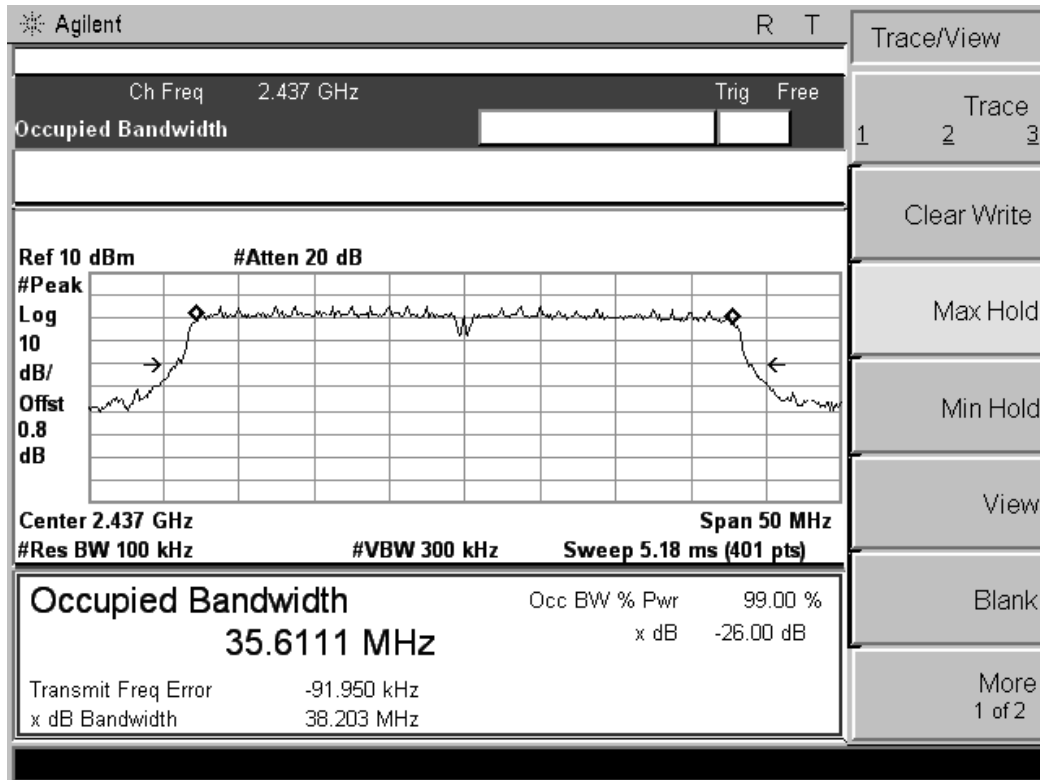 Agilent R T
Trace/View
Ch Freq 2.437 GHz Trig Free
Occupied Bandwidth
Trace
1 2 3
Clear Write
Max Hold
Min Hold
View
Blank
More
1 of 2
Ref 10 dBm #Atten 20 dB
#Peak
Log
10
dB/
Offst
0.8
dB
Center 2.437 GHz Span 50 MHz
#Res BW 100 kHz #VBW 300 kHz Sweep 5.18 ms (401 pts)
Occupied Bandwidth Occ BW % Pwr 99.00 %
35.6111 MHz x dB -26.00 dB
Transmit Freq Error -91.950 kHz
x dB Bandwidth 38.203 MHz